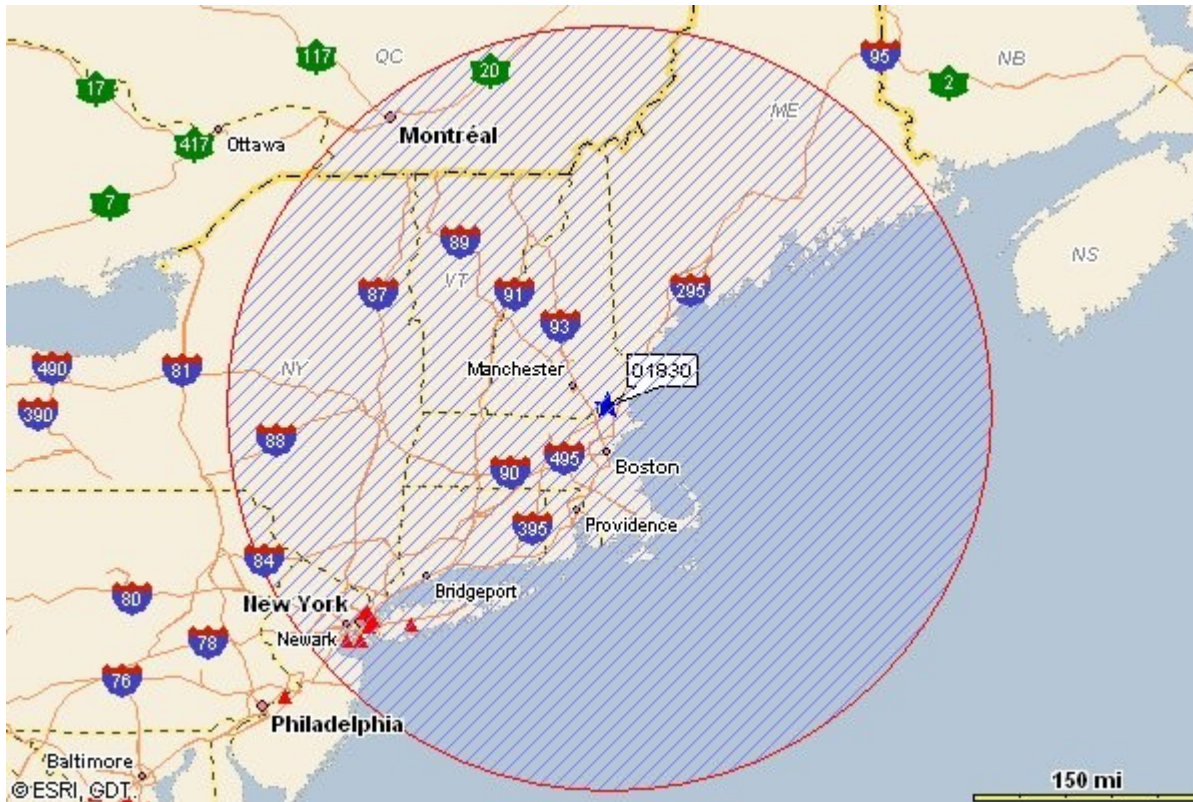 QC
117
20
95
NB
2
17
ME
Montréal
Ottawa
417
7
NS
89
VT
87
91
295
93
490
81
NY
Manchester
01830
390
88
495
90
Boston
395
Providence
84
Bridgeport
80
New York
Newark
78
76
Philadelphia
Baltimore
150 mi
© ESRI, GDT.